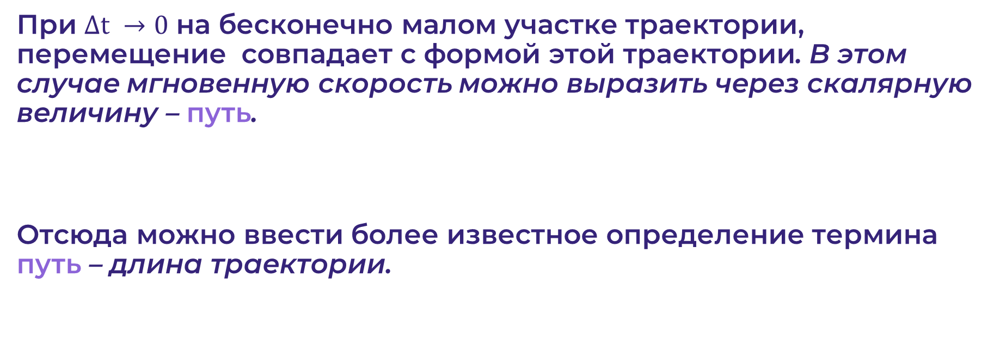 При Δt → 0 на бесконечно малом участке траектории,
перемещение совпадает с формой этой траектории. В этом
случае мгновенную скорость можно выразить через скалярную
величину – путь.
Отсюда можно ввести более известное определение термина
путь – длина траектории.